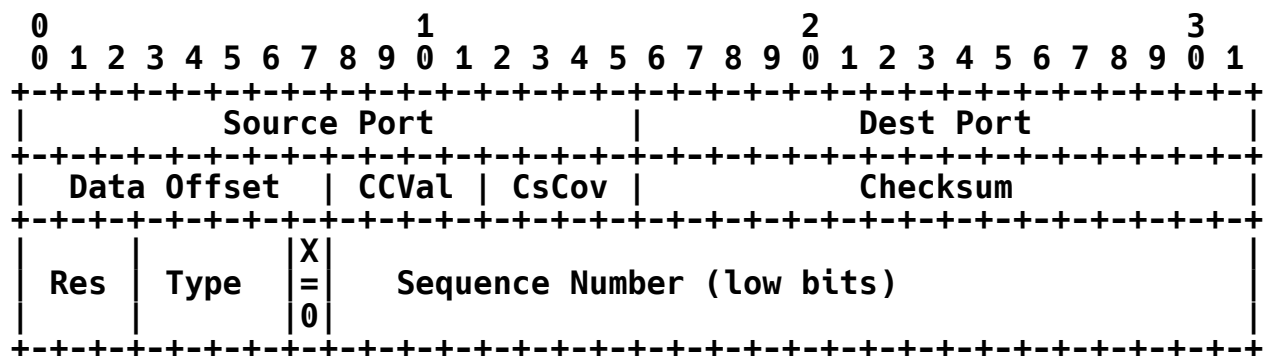 0                   1                   2                   3
 0 1 2 3 4 5 6 7 8 9 0 1 2 3 4 5 6 7 8 9 0 1 2 3 4 5 6 7 8 9 0 1
+-+-+-+-+-+-+-+-+-+-+-+-+-+-+-+-+-+-+-+-+-+-+-+-+-+-+-+-+-+-+-+-+
|          Source Port          |           Dest Port           |
+-+-+-+-+-+-+-+-+-+-+-+-+-+-+-+-+-+-+-+-+-+-+-+-+-+-+-+-+-+-+-+-+
|  Data Offset  | CCVal | CsCov |           Checksum            |
+-+-+-+-+-+-+-+-+-+-+-+-+-+-+-+-+-+-+-+-+-+-+-+-+-+-+-+-+-+-+-+-+
|     |       |X|                                               |
| Res | Type  |=|   Sequence Number (low bits)                  |
|     |       |0|                                               |
+-+-+-+-+-+-+-+-+-+-+-+-+-+-+-+-+-+-+-+-+-+-+-+-+-+-+-+-+-+-+-+-+